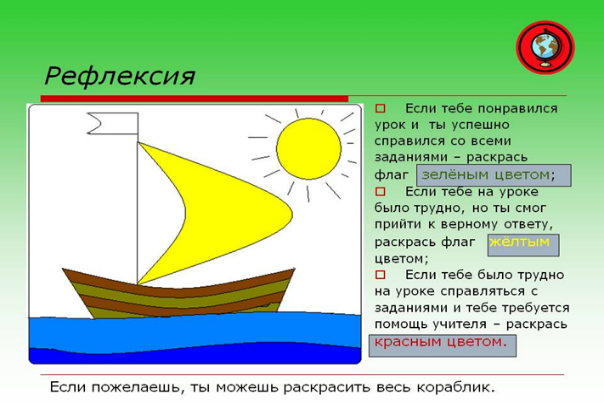 Рефлексия
Если тебе понравился
урок и ты успешно
справился со всеми
заданиями – раскрась
флаг зелёным цветом;
Если тебе на уроке
было трудно, но ты смог
прийти к верному ответу,
раскрась флаг жёлтым
цветом;
Если тебе было трудно
на уроке справляться с
заданиями и тебе требуется
помощь учителя – раскрась
красным цветом.
Если пожелаешь, ты можешь раскрасить весь кораблик.